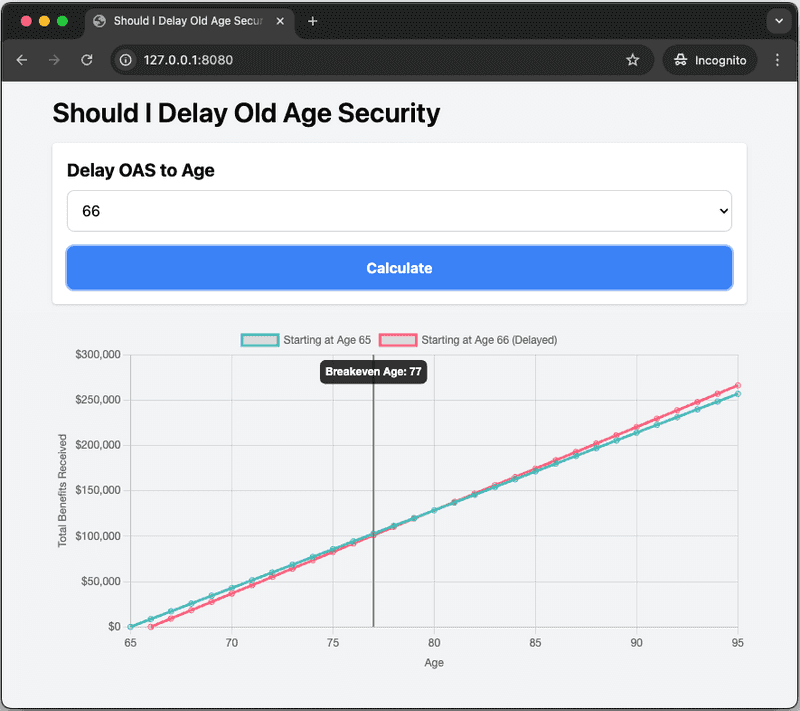 Should I Delay Old Age Secur
127.0.0.1:8080
Incognito
Should I Delay Old Age Security
Delay OAS to Age
66
Calculate
Starting at Age 65 Starting at Age 66 (Delayed)
Breakeven Age: 77
Total Benefits Received
$300,000
$250,000
$200,000
$150,000
$100,000
$50,000
$0
65 70 75 80 85 90 95
Age